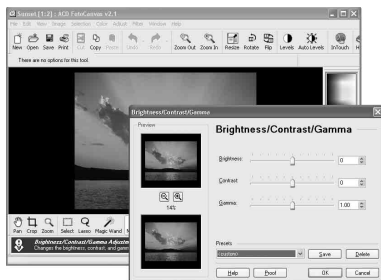 Sunset [1:2] : ACD FotoCanvas v2.1
File Edit View Image Selection Color Adjust Filter Window Help
New Open Save Print Cut Copy Paste Undo Redo Zoom Out Zoom In Resize Rotate Flip Levels Auto Levels InTouch
There are no options for this tool.
Brightness/Contrast/Gamma
Preview
Brightness/Contrast/Gamma
Brightness: 0
Contrast: 0
Gamma: 1.00
14%
Pan Crop Zoom Select Lasso Magic Wand
Presets
Save Delete
Brightness/Contrast/Gamma Adjustm
Changes the brightness, contrast, and gamm
Help Proof OK Cancel